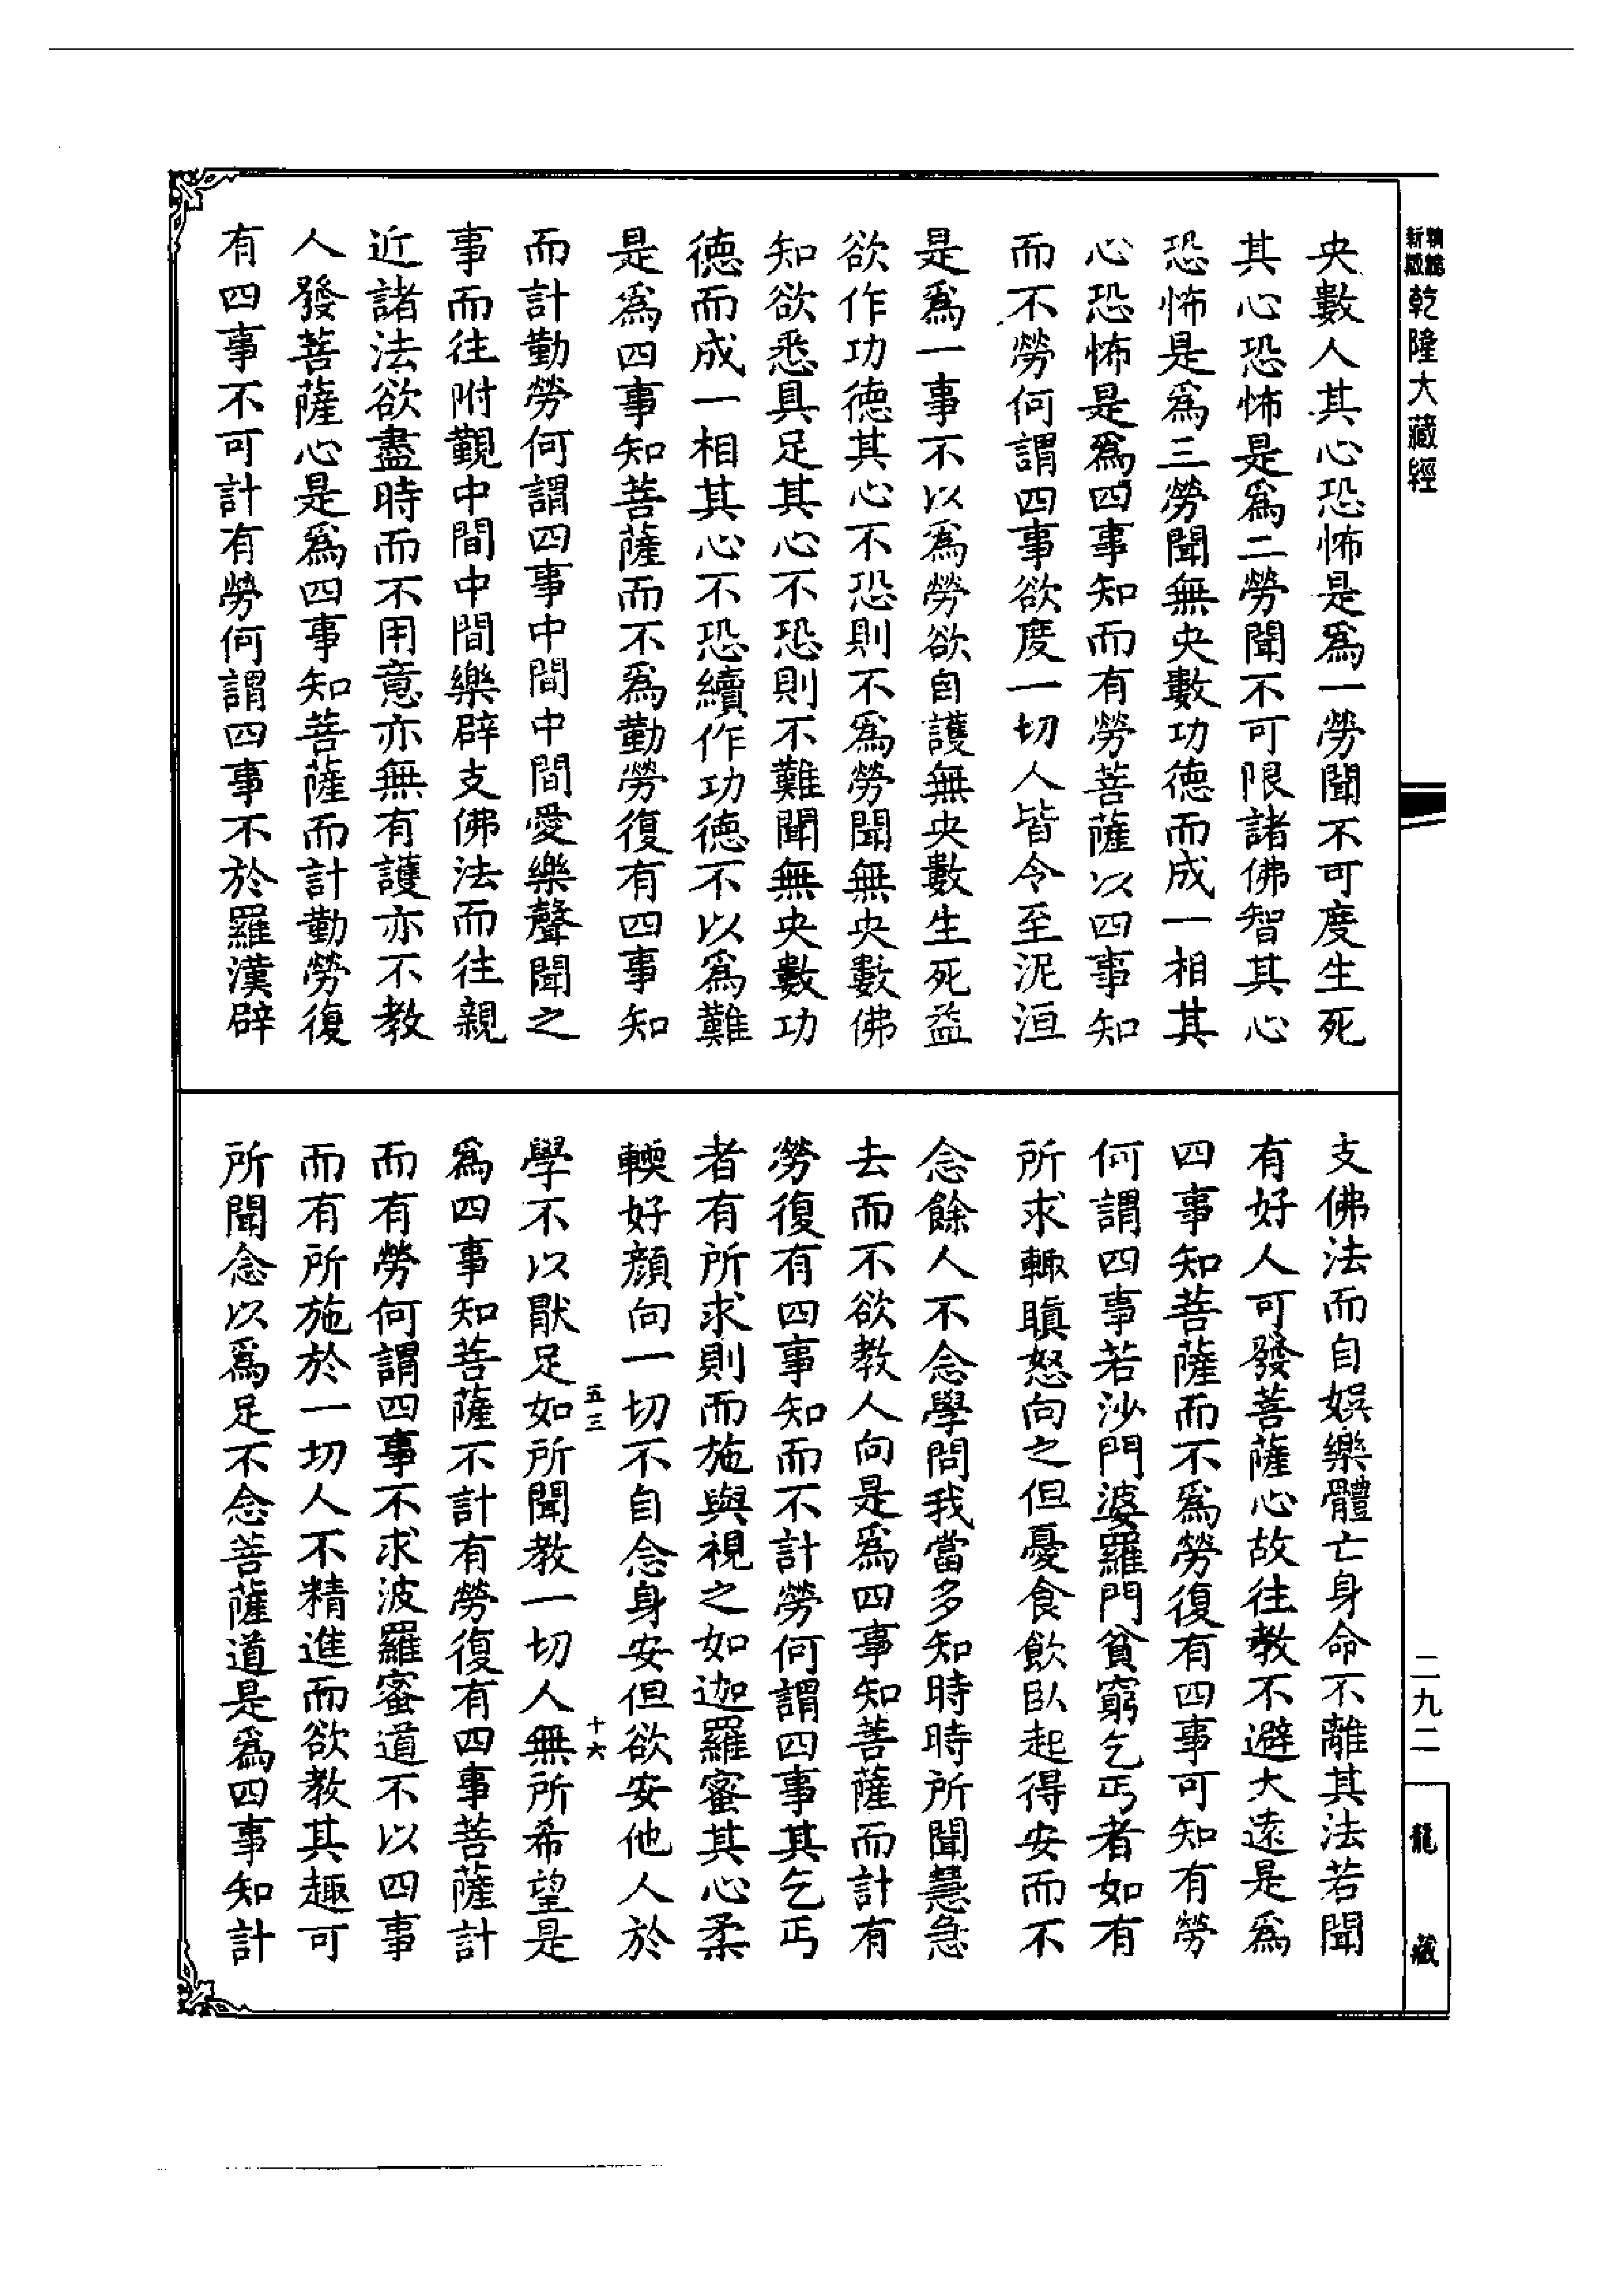 新乾隆大藏經
央數人其心恐怖是爲一勞聞不可度生死
其心恐怖是爲二勞聞不可限諸佛智其心
恐怖是爲三勞聞無央數功德而成一相其
心恐怖是爲四事知而有勞菩薩以四事知
而不勞何謂四事欲度一切人皆令至泥洹
是爲一事不以爲勞欲自護無央數生死益
欲作功德其心不恐則不爲勞聞無央數佛
知欲悉具足其心不恐則不難聞無央數功
德而成一相其心不恐續作功德不以爲難
是爲四事知菩薩而不爲勤勞復有四事知
而計勤勞何謂四事中間中間愛樂聲聞之
事而往附觀中間中間樂辟支佛法而往親
近諸法欲盡時而不用意亦無有護亦不教
人發菩薩心是爲四事知菩薩而計勤勞復
有四事不可計有勞何謂四事不於羅漢辟
支佛法而自娛樂體亡身命不離其法若聞
有好人可發菩薩心故往教不避大遠是爲
四事知菩薩而不爲勞復有四事可知有勞
何謂四事若沙門婆羅門貧窮乞丐者如有
所求輒瞋怒向之但憂食飲臥起得安而不
念餘人不念學問我當多知時時所聞慧急
去而不欲教人向是爲四事知菩薩而計有
勞復有四事知而不計勞何謂四事其乞丐
者有所求則而施與視之如迦羅蜜其心柔
輭好顏向一切不自念身安但欲安他人於
五三 十六
學不以猒足如所聞教一切人無所希望是
爲四事知菩薩不計有勞復有四事菩薩計
而有勞何謂四事不求波羅蜜道不以四事
而有所施於一切人不精進而欲教其趣可
所聞念以爲足不念菩薩道是爲四事知計
二九二
龍藏